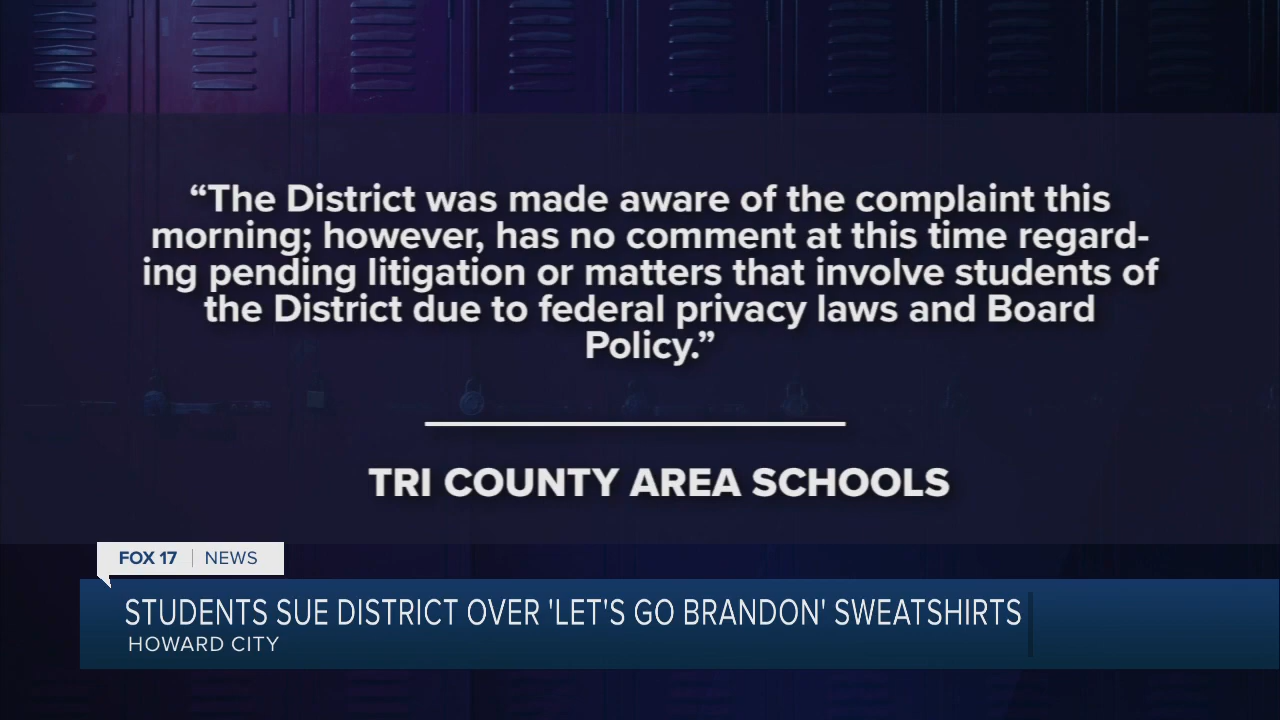 “The District was made aware of the complaint this
morning; however, has no comment at this time regard-
ing pending litigation or matters that involve students of
the District due to federal privacy laws and Board
Policy.”
TRI COUNTY AREA SCHOOLS
FOX 17 | NEWS
STUDENTS SUE DISTRICT OVER 'LET'S GO BRANDON' SWEATSHIRTS
HOWARD CITY